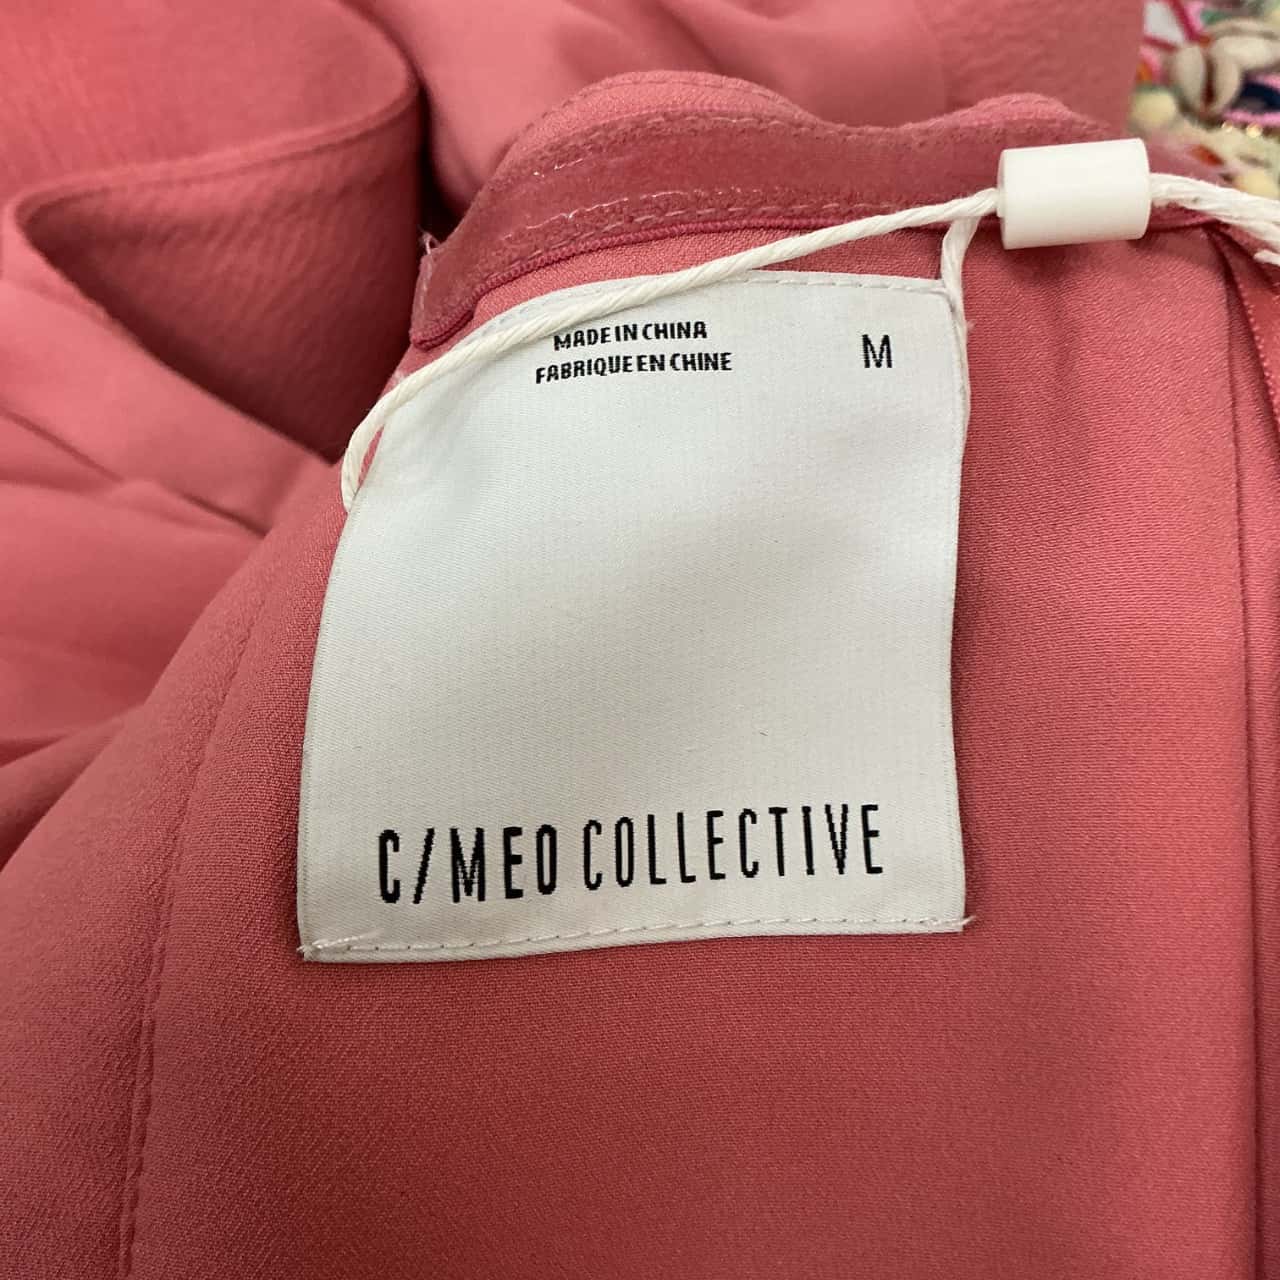 MADE IN CHINA
FABRIQUE EN CHINE
M
C/MEO COLLECTIVE